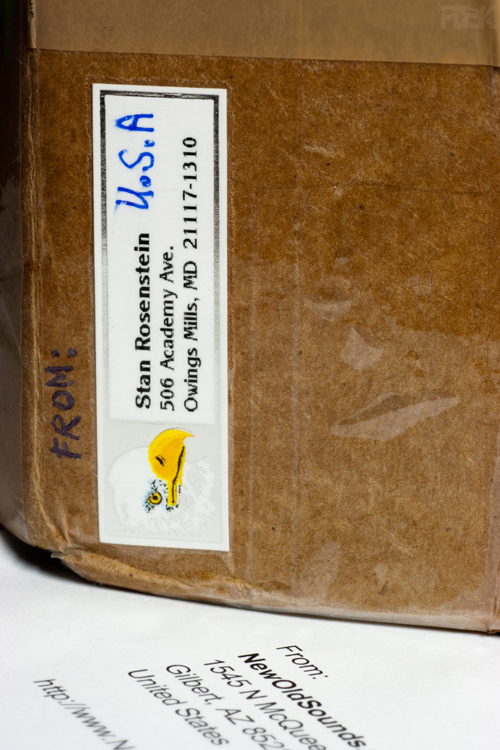 FROM:
Stan Rosenstein
506 Academy Ave.
Owings Mills, MD 21117-1310
U.S.A
From:
NewOldSounds
1545 N McQuee
Gilbert, AZ 852
United States
http://www.N